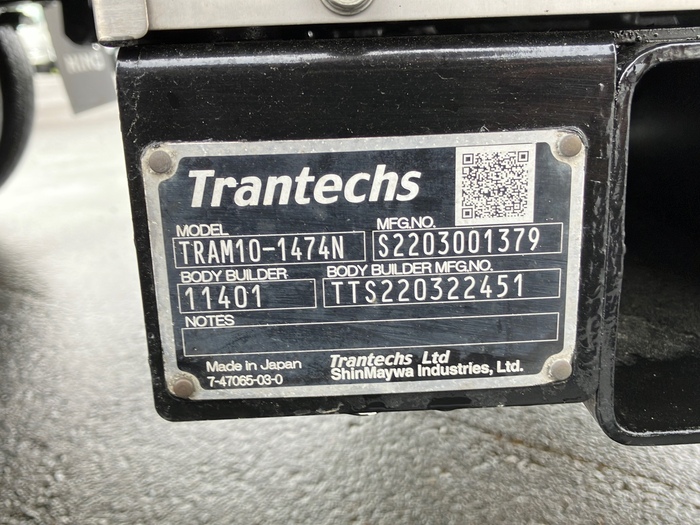 Trantechs
MODEL MFG.NO.
TRAM10-1474N S2203001379
BODY BUILDER BODY BUILDER MFG.NO.
11401 TTS220322451
NOTES
Made in Japan Trantechs Ltd
7-47065-03-0 ShinMaywa Industries, Ltd.